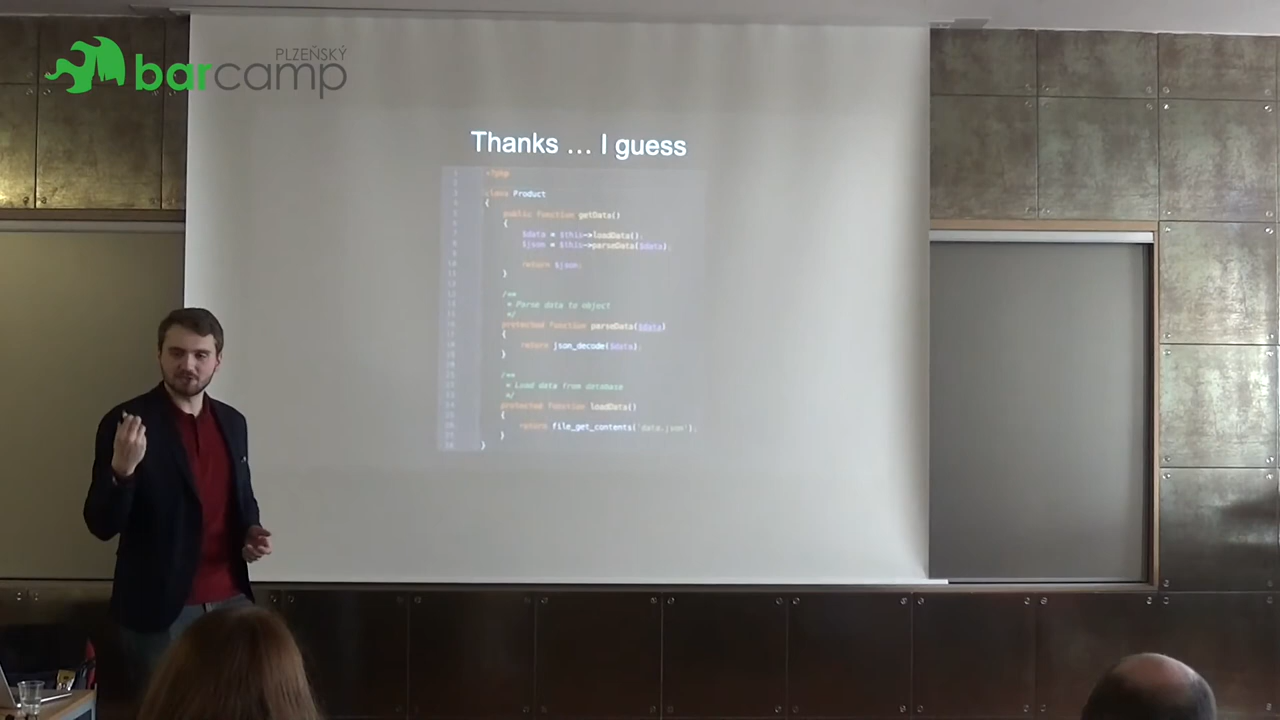 PLZEŇSKÝ
barcamp
Thanks … I guess
<?php
class Product
{
public function getData()
{
$data = $this->loadData();
$json = $this->parseData($data);
return $json;
}
/**
* Parse data to object
*/
protected function parseData($data)
{
return json_decode($data);
}
/**
* Load data from database
*/
protected function loadData()
{
return file_get_contents('data.json');
}
}